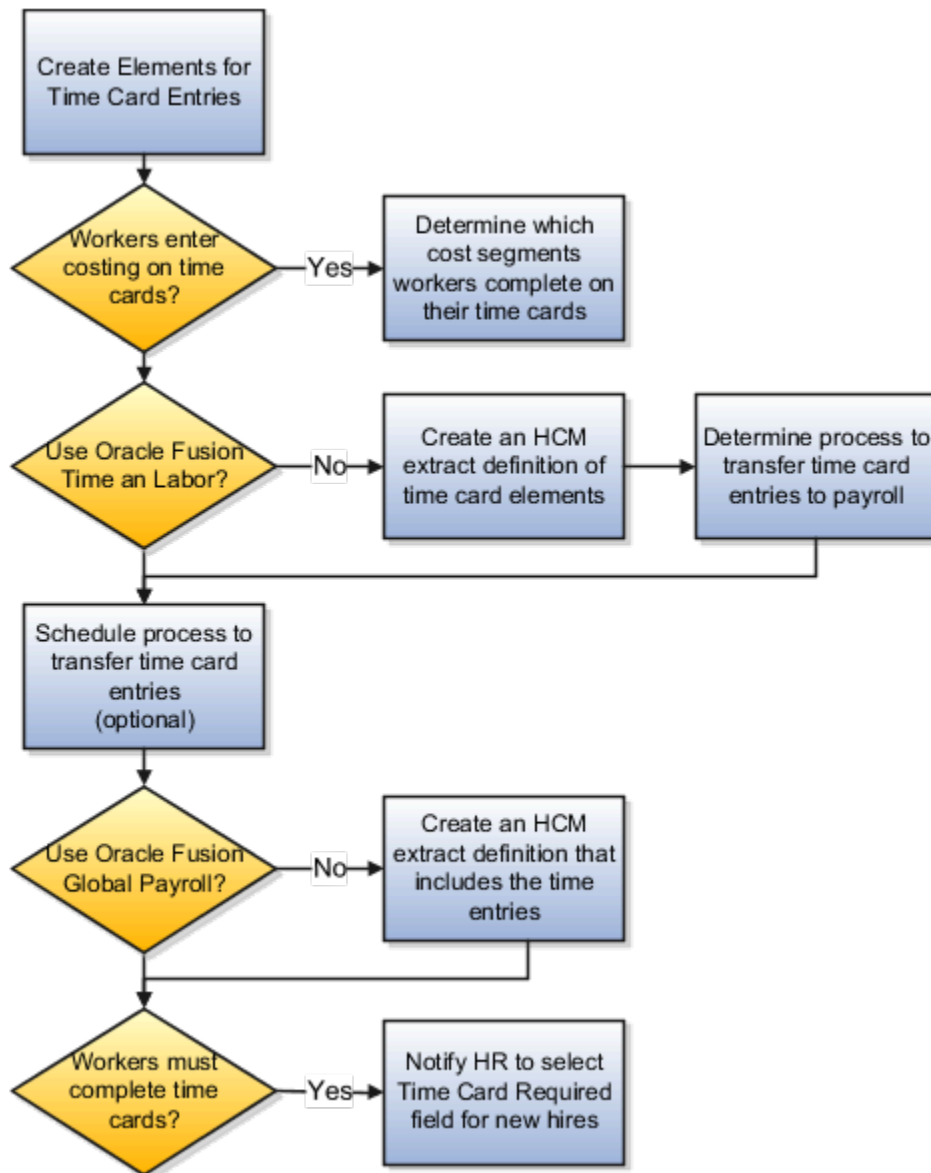 Create Elements for
Time Card Entries
Workers enter
costing on time
cards?
Yes
Determine which
cost segments
workers complete on
their time cards
Use Oracle Fusion
Time an Labor?
No
Create an HCM
extract definition of
time card elements
Determine process to
transfer time card
entries to payroll
Schedule process to
transfer time card
entries
(optional)
Use Oracle Fusion
Global Payroll?
No
Create an HCM
extract definition that
includes the time
entries
Workers must
complete time
cards?
Yes
Notify HR to select
Time Card Required
field for new hires